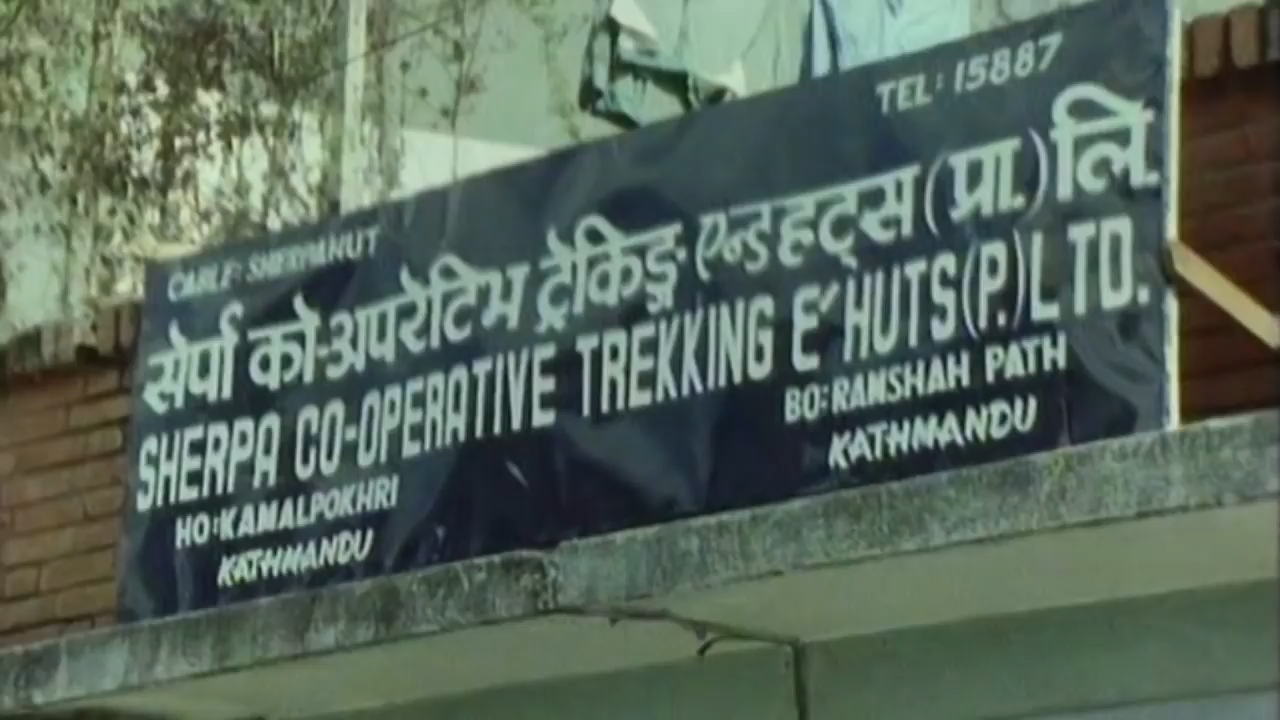 TEL: 15887
CABLE: SHERPAHUT
सेर्पा को-अपरेटिभ ट्रेकिङ्ग एन्ड हट्स (प्रा.) लि.
SHERPA CO-OPERATIVE TREKKING E' HUTS (P.) LTD.
HO: KAMALPOKHRI
KATHMANDU
BO: RAMSHAH PATH
KATHMANDU